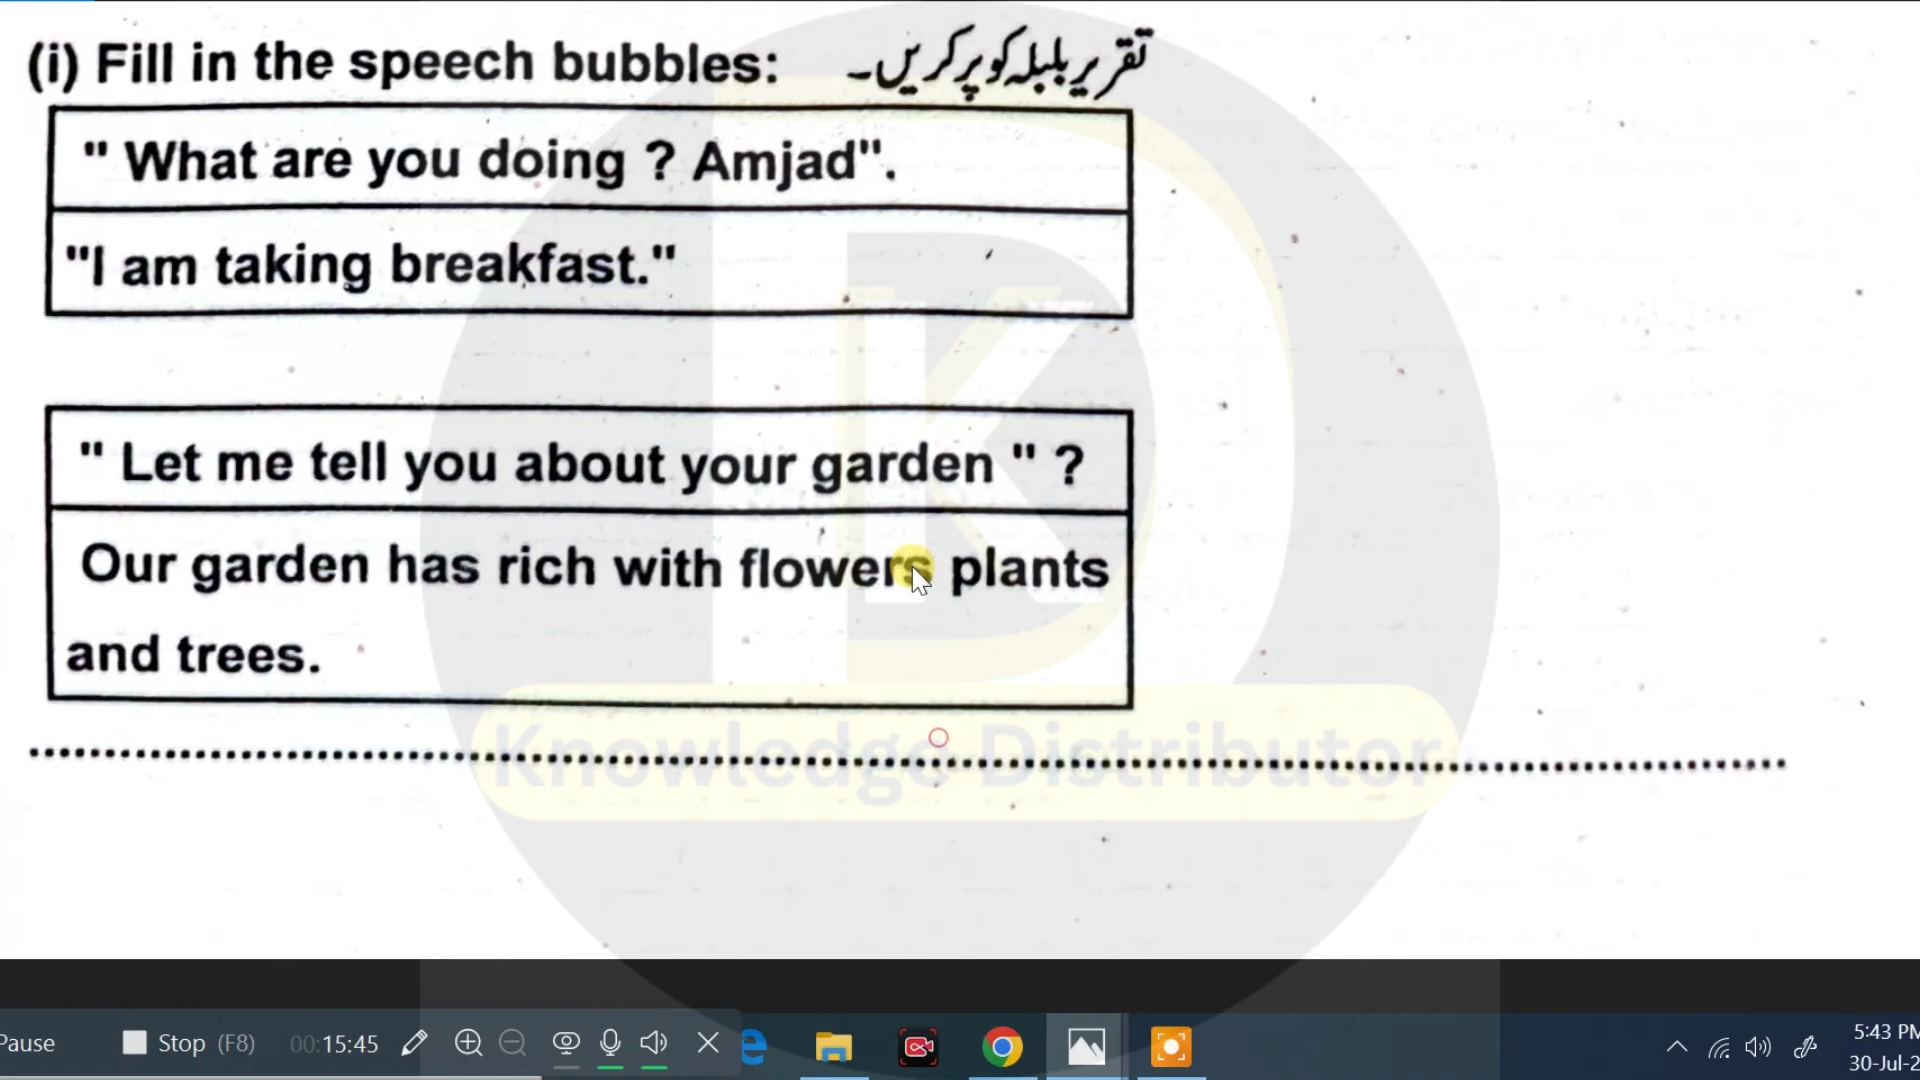 (i) Fill in the speech bubbles: تقریر بلبلہ کو پر کریں۔
" What are you doing ? Amjad".
"I am taking breakfast."
" Let me tell you about your garden " ?
Our garden has rich with flowers plants
and trees.
Knowledge Distributor
Pause Stop (F8) 00:15:45
5:43 PM
30-Jul-2